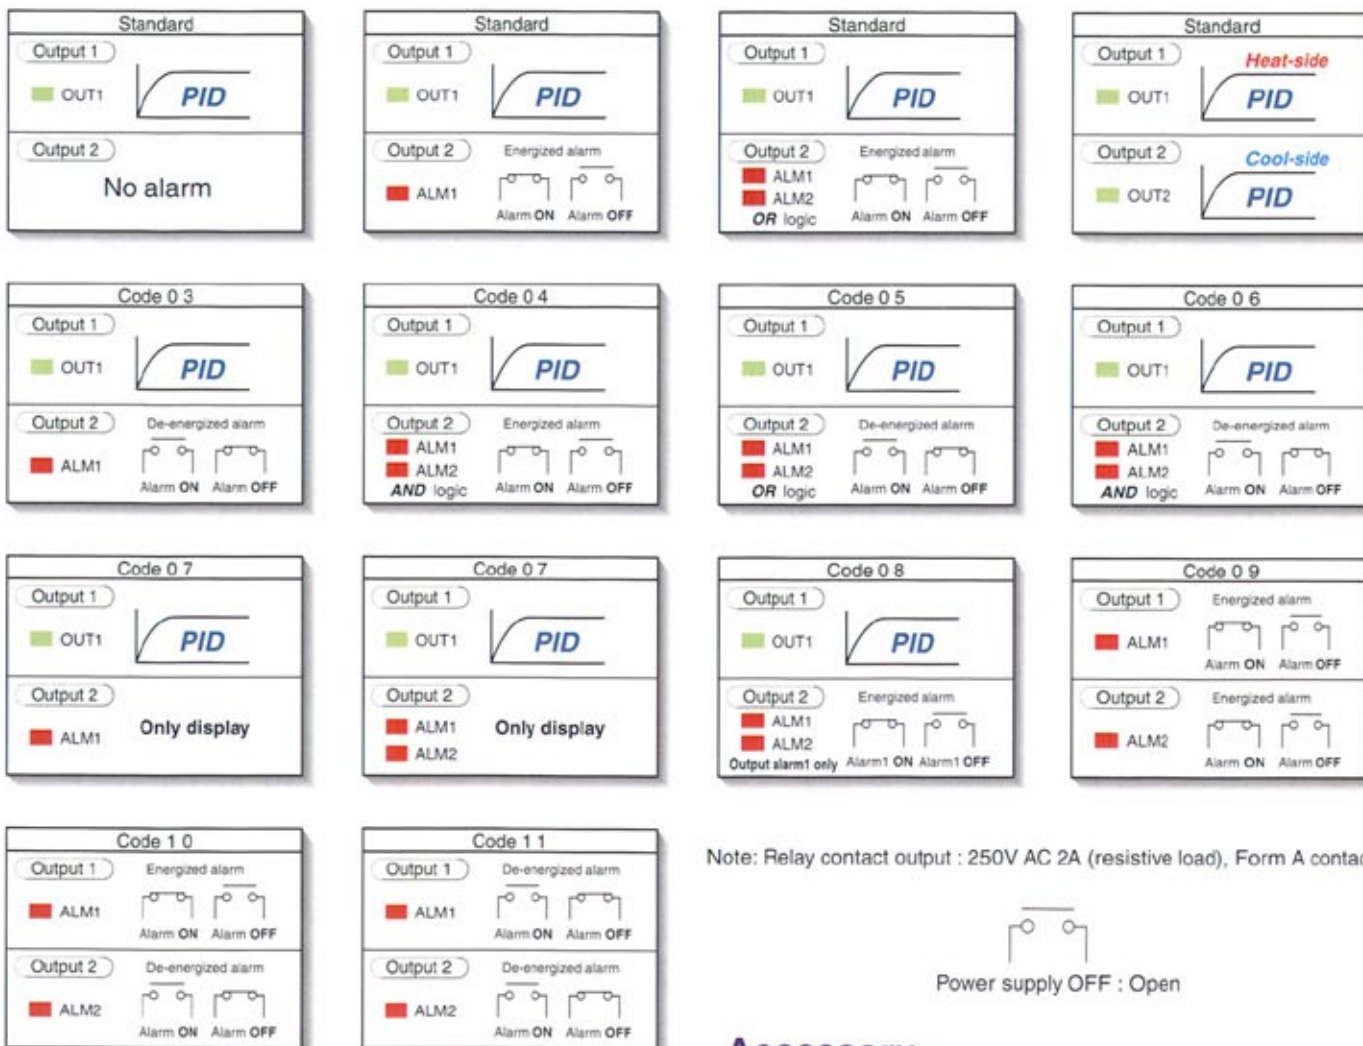 Standard
Output 1
OUT1
PID
Output 2
No alarm
Standard
Output 1
OUT1
PID
Output 2
Energized alarm
ALM1
Alarm ON Alarm OFF
Standard
Output 1
OUT1
PID
Output 2
Energized alarm
ALM1
ALM2
OR logic
Alarm ON Alarm OFF
Standard
Output 1
Heat-side
OUT1
PID
Output 2
Cool-side
OUT2
PID
Code 0 3
Output 1
OUT1
PID
Output 2
De-energized alarm
ALM1
Alarm ON Alarm OFF
Code 0 4
Output 1
OUT1
PID
Output 2
Energized alarm
ALM1
ALM2
AND logic
Alarm ON Alarm OFF
Code 0 5
Output 1
OUT1
PID
Output 2
De-energized alarm
ALM1
ALM2
OR logic
Alarm ON Alarm OFF
Code 0 6
Output 1
OUT1
PID
Output 2
De-energized alarm
ALM1
ALM2
AND logic
Alarm ON Alarm OFF
Code 0 7
Output 1
OUT1
PID
Output 2
ALM1
Only display
Code 0 7
Output 1
OUT1
PID
Output 2
ALM1
ALM2
Only display
Code 0 8
Output 1
OUT1
PID
Output 2
Energized alarm
ALM1
ALM2
Output alarm1 only
Alarm1 ON Alarm1 OFF
Code 0 9
Output 1
Energized alarm
ALM1
Alarm ON Alarm OFF
Output 2
Energized alarm
ALM2
Alarm ON Alarm OFF
Code 1 0
Output 1
Energized alarm
ALM1
Alarm ON Alarm OFF
Output 2
De-energized alarm
ALM2
Alarm ON Alarm OFF
Code 1 1
Output 1
De-energized alarm
ALM1
Alarm ON Alarm OFF
Output 2
De-energized alarm
ALM2
Alarm ON Alarm OFF
Note: Relay contact output : 250V AC 2A (resistive load), Form A contac
Power supply OFF : Open